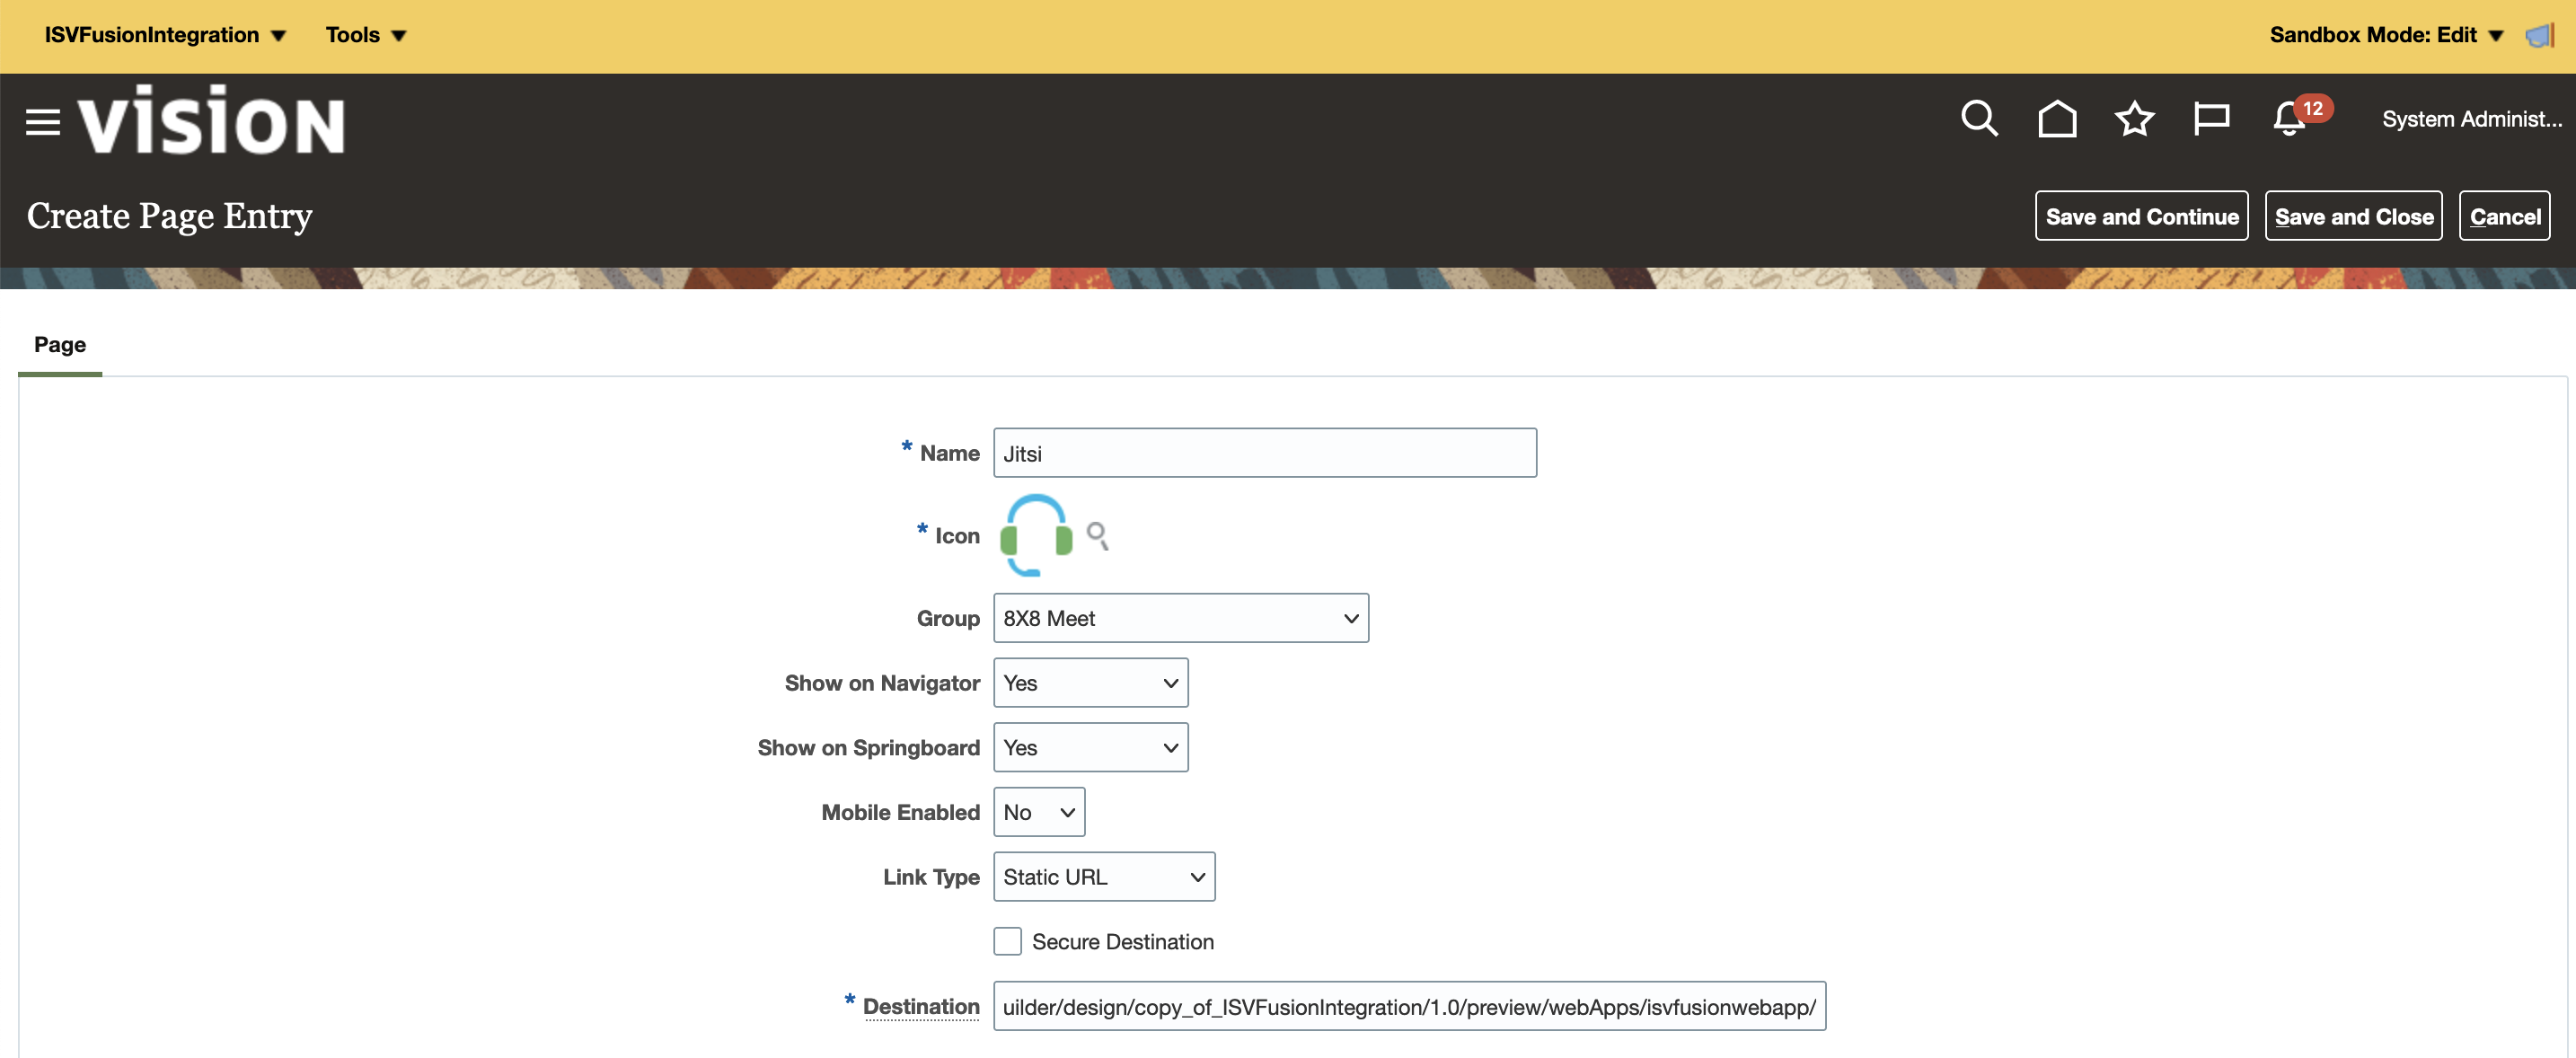 ISVFusionIntegration Tools Sandbox Mode: Edit
VISION 12 System Administ...
Create Page Entry Save and Continue Save and Close Cancel
Page
* Name Jitsi
* Icon
Group 8X8 Meet
Show on Navigator Yes
Show on Springboard Yes
Mobile Enabled No
Link Type Static URL
Secure Destination
* Destination uilder/design/copy_of_ISVFusionIntegration/1.0/preview/webApps/isvfusionwebapp/